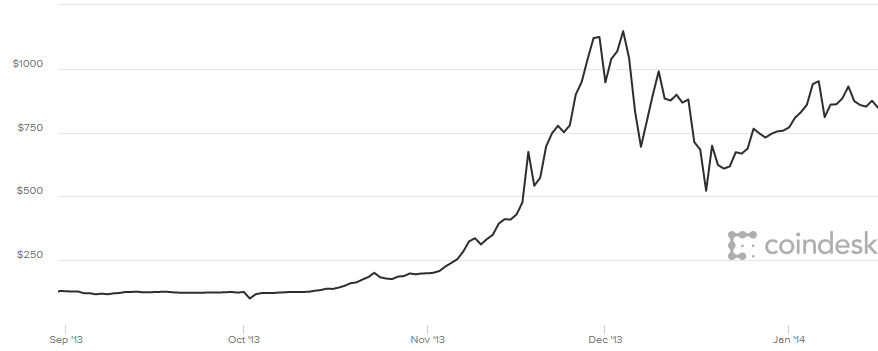 $1000
$750
$500
$250
coindesk
Sep '13
Oct '13
Nov '13
Dec '13
Jan '14